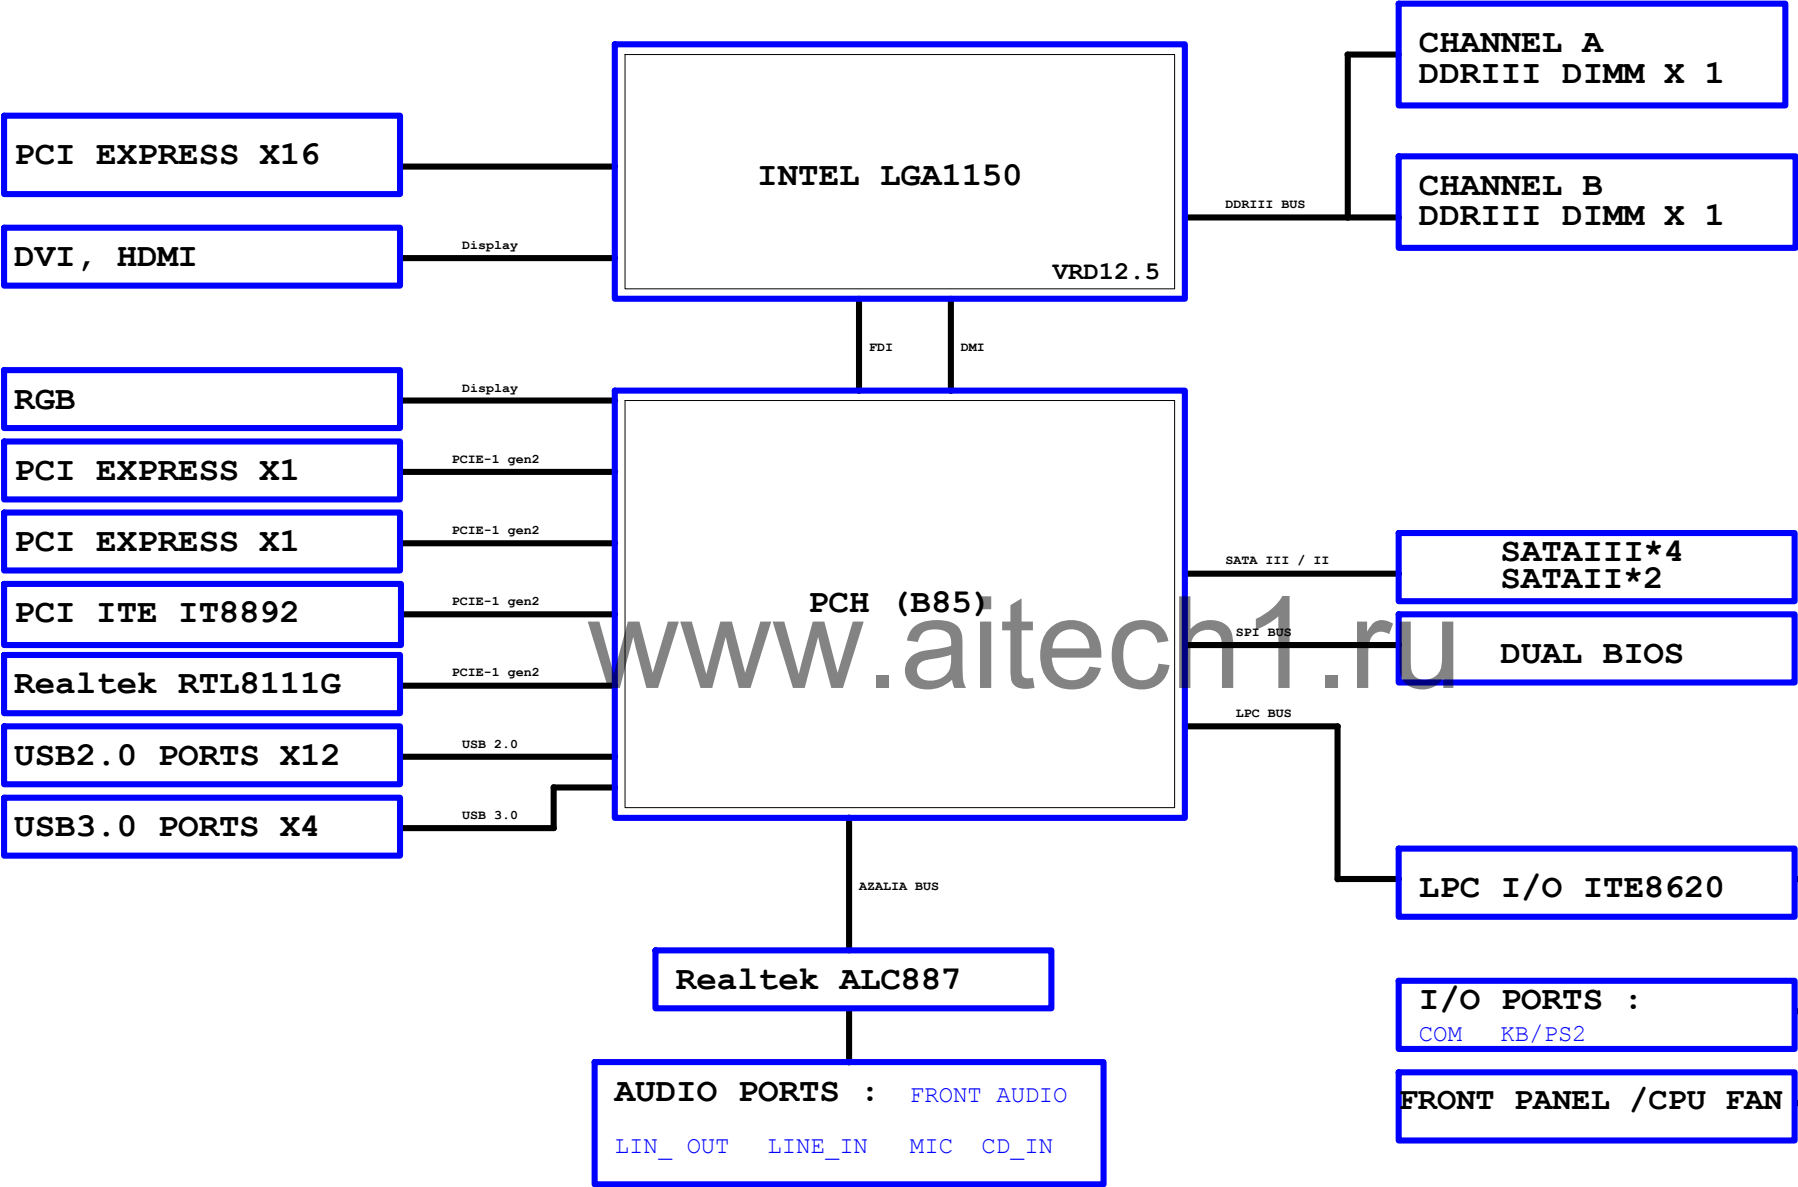 CHANNEL A
DDRIII DIMM X 1
PCI EXPRESS X16
INTEL LGA1150
CHANNEL B
DDRIII DIMM X 1
DDRIII BUS
DVI, HDMI
Display
VRD12.5
FDI
DMI
RGB
Display
PCI EXPRESS X1
PCIE-1 gen2
PCI EXPRESS X1
PCIE-1 gen2
SATA III / II
SATAIII*4
SATAII*2
PCI ITE IT8892
PCIE-1 gen2
PCH (B85)
www.aitech1.ru
SPI BUS
DUAL BIOS
Realtek RTL8111G
PCIE-1 gen2
LPC BUS
USB2.0 PORTS X12
USB 2.0
USB3.0 PORTS X4
USB 3.0
AZALIA BUS
LPC I/O ITE8620
Realtek ALC887
I/O PORTS :
COM KB/PS2
AUDIO PORTS : FRONT AUDIO
LIN_ OUT LINE_IN MIC CD_IN
FRONT PANEL /CPU FAN